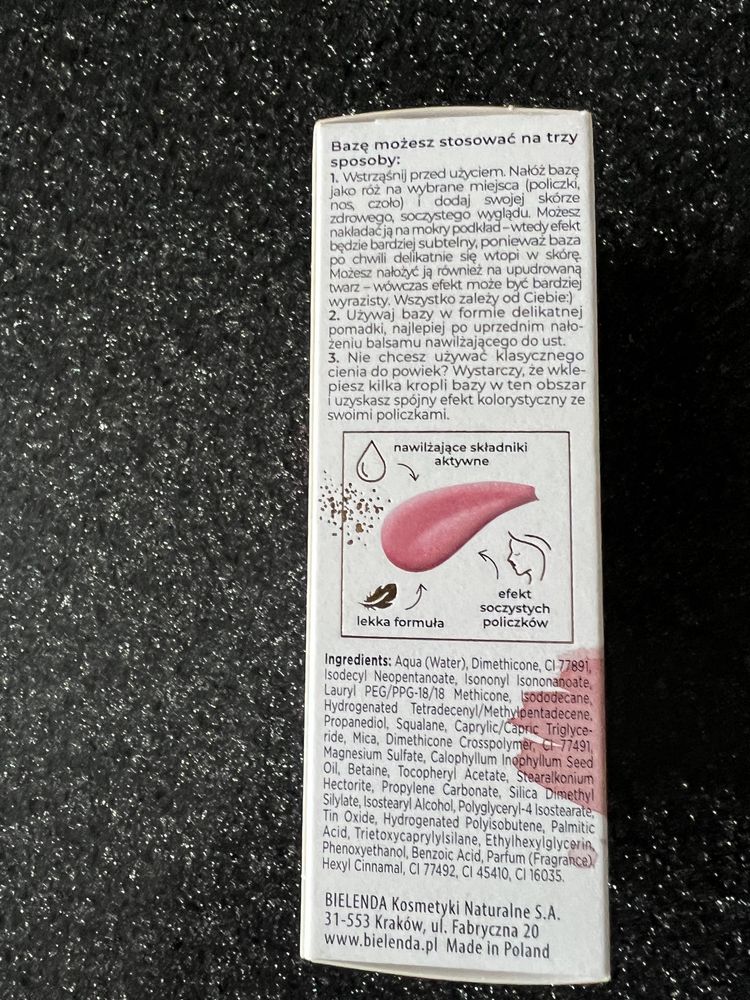 Bazę możesz stosować na trzy
sposoby:
1. Wstrząśnij przed użyciem. Nałóż bazę
jako róż na wybrane miejsca (policzki,
nos, czoło) i dodaj swojej skórze
zdrowego, soczystego wyglądu. Możesz
nakładać ją na mokry podkład – wtedy efekt
będzie bardziej subtelny, ponieważ baza
po chwili delikatnie się wtopi w skórę.
Możesz nałożyć ją również na upudrowaną
twarz – wówczas efekt może być bardziej
wyrazisty. Wszystko zależy od Ciebie:)
2. Używaj bazy w formie delikatnej
pomadki, najlepiej po uprzednim nało-
żeniu balsamu nawilżającego do ust.
3. Nie chcesz używać klasycznego
cienia do powiek? Wystarczy, że wkle-
piesz kilka kropli bazy w ten obszar
i uzyskasz spójny efekt kolorystyczny ze
swoimi policzkami.
nawilżające składniki
aktywne
efekt
soczystych
policzków
lekka formuła
Ingredients: Aqua (Water), Dimethicone, CI 77891,
Isodecyl Neopentanoate, Isononyl Isononanoate,
Lauryl PEG/PPG-18/18 Methicone, Isododecane,
Hydrogenated Tetradecenyl/Methylpentadecene,
Propanediol, Squalane, Caprylic/Capric Triglyce-
ride, Mica, Dimethicone Crosspolymer, CI 77491,
Magnesium Sulfate, Calophyllum Inophyllum Seed
Oil, Betaine, Tocopheryl Acetate, Stearalkonium
Hectorite, Propylene Carbonate, Silica Dimethyl
Silylate, Isostearyl Alcohol, Polyglyceryl-4 Isostearate,
Tin Oxide, Hydrogenated Polyisobutene, Palmitic
Acid, Trietoxycaprylylsilane, Ethylhexylglycerin,
Phenoxyethanol, Benzoic Acid, Parfum (Fragrance),
Hexyl Cinnamal, CI 77492, CI 45410, CI 16035.
BIELENDA Kosmetyki Naturalne S.A.
31-553 Kraków, ul. Fabryczna 20
www.bielenda.pl Made in Poland